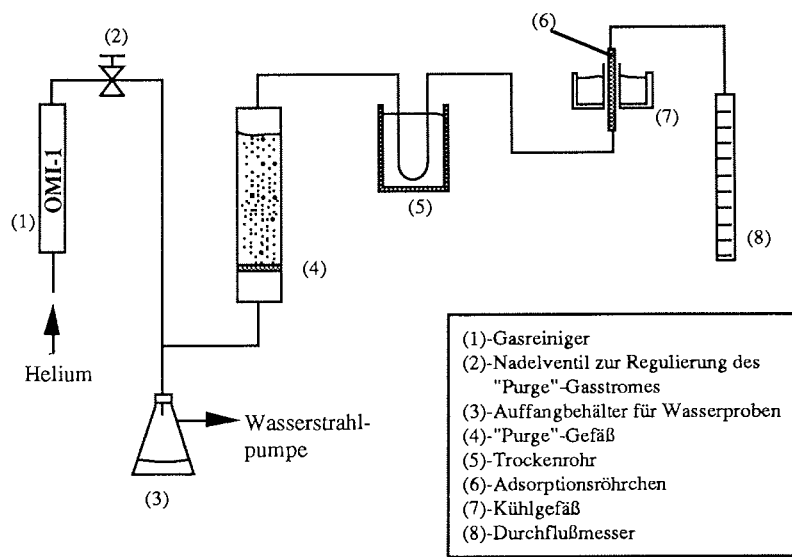 (6)
(2)
OMI-1
(1)
(7)
(5)
(4)
(8)
Helium
Wasserstrahl-
pumpe
(3)
(1)-Gasreiniger
(2)-Nadelventil zur Regulierung des
"Purge"-Gasstromes
(3)-Auffangbehälter für Wasserproben
(4)-"Purge"-Gefäß
(5)-Trockenrohr
(6)-Adsorptionsröhrchen
(7)-Kühlgefäß
(8)-Durchflußmesser